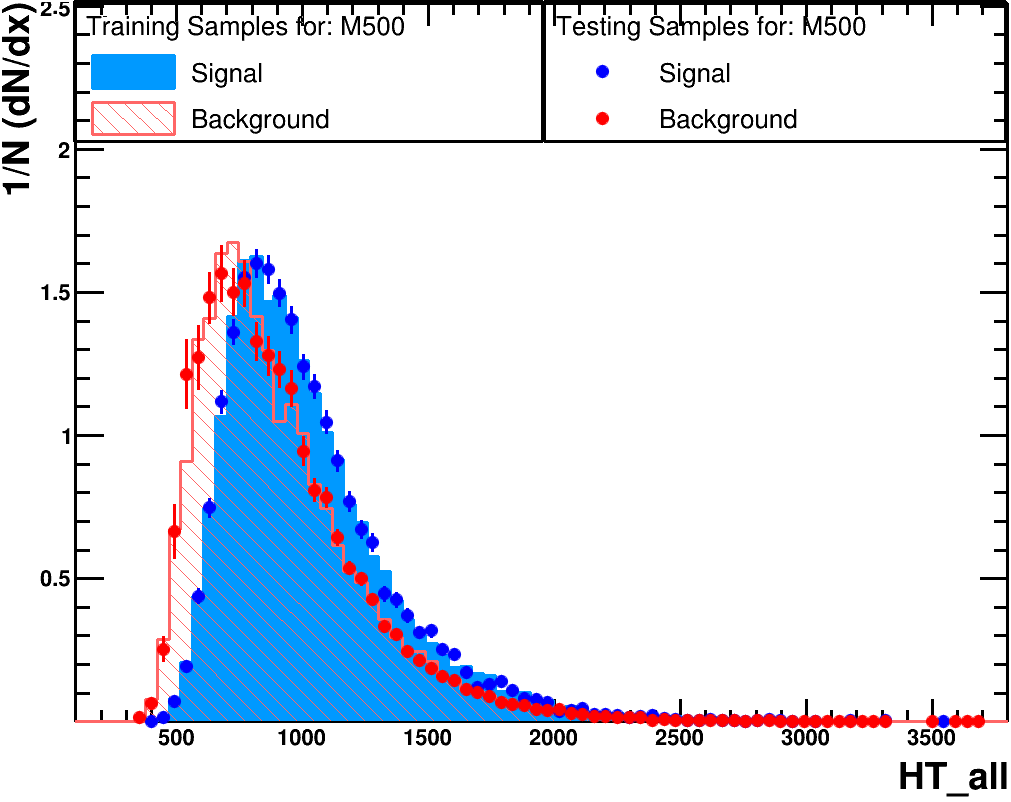 2.5
1/N (dN/dx)
Training Samples for: M500
Signal
Background
Testing Samples for: M500
Signal
Background
2
1.5
1
0.5
500
1000
1500
2000
2500
3000
3500
HT_all